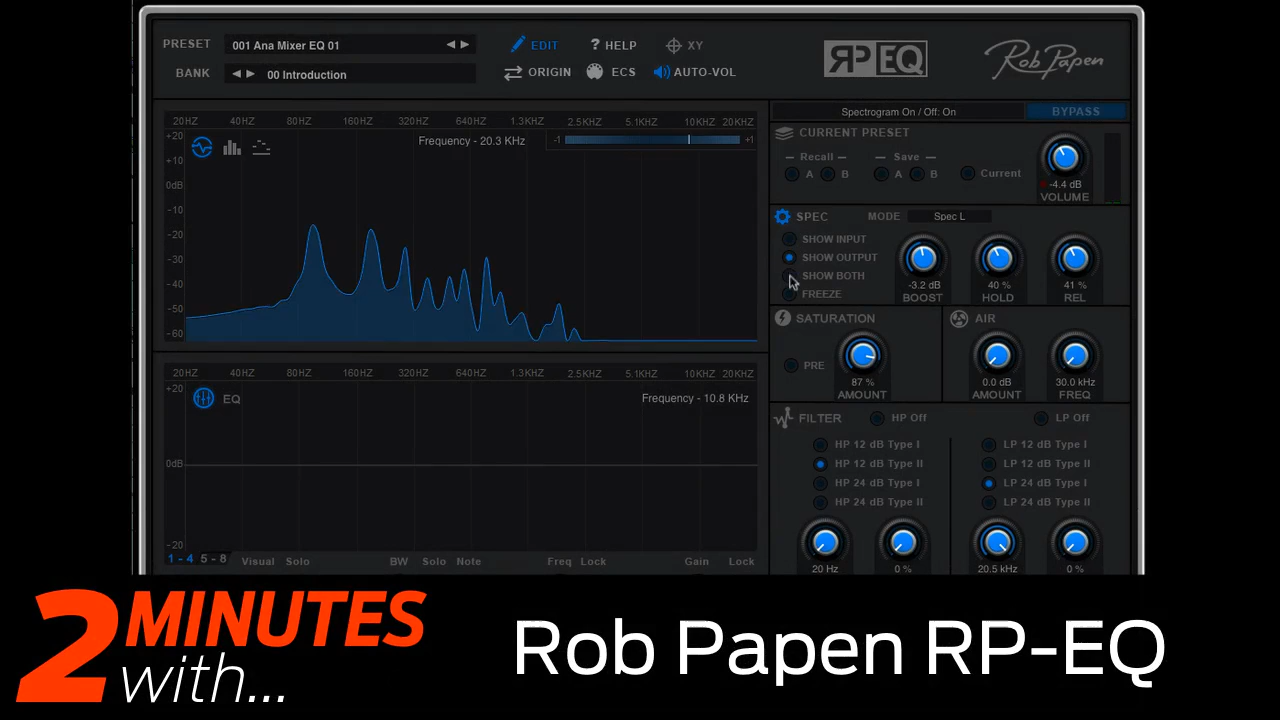 PRESET 001 Ana Mixer EQ 01 EDIT ? HELP XY
BANK 00 Introduction ORIGIN ECS AUTO-VOL
RP EQ
Rob Papen
20HZ 40HZ 80HZ 160HZ 320HZ 640HZ 1.3KHZ 2.5KHZ 5.1KHZ 10KHZ 20KHZ
Frequency - 20.3 KHZ -1 +1
+20
+10
0dB
-10
-20
-30
-40
-50
-60
20HZ 40HZ 80HZ 160HZ 320HZ 640HZ 1.3KHZ 2.5KHZ 5.1KHZ 10KHZ 20KHZ
+20
EQ Frequency - 10.8 KHZ
0dB
-20
1 - 4 5 - 8 Visual Solo BW Solo Note Freq Lock Gain Lock
Spectrogram On / Off: On BYPASS
CURRENT PRESET
Recall Save
A B A B Current
-4.4 dB
VOLUME
SPEC MODE Spec L
SHOW INPUT
SHOW OUTPUT
SHOW BOTH
FREEZE
-3.2 dB 40 % 41 %
BOOST HOLD REL
SATURATION AIR
PRE
87 % 0.0 dB 30.0 kHz
AMOUNT AMOUNT FREQ
FILTER HP Off LP Off
HP 12 dB Type I LP 12 dB Type I
HP 12 dB Type II LP 12 dB Type II
HP 24 dB Type I LP 24 dB Type I
HP 24 dB Type II LP 24 dB Type II
20 Hz 0 % 20.5 kHz 0 %
2 MINUTES
with...
Rob Papen RP-EQ